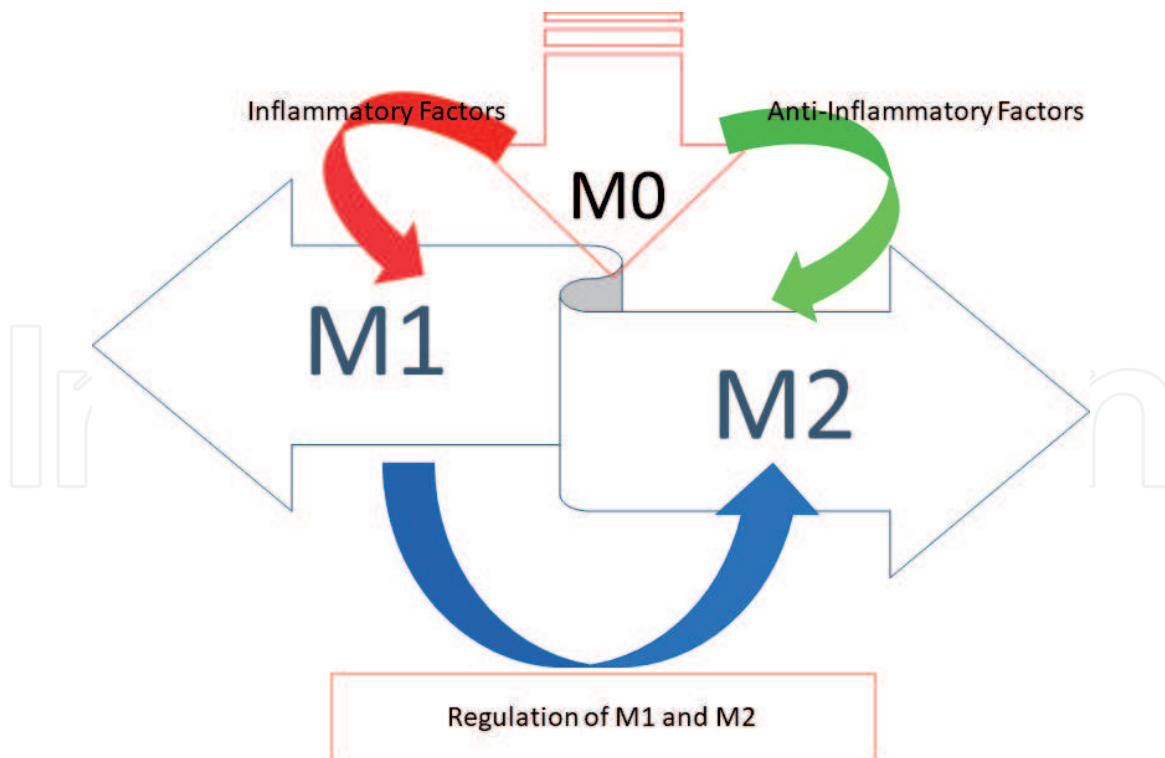 Inflammatory Factors
Anti-Inflammatory Factors
M0
M1
M2
Regulation of M1 and M2